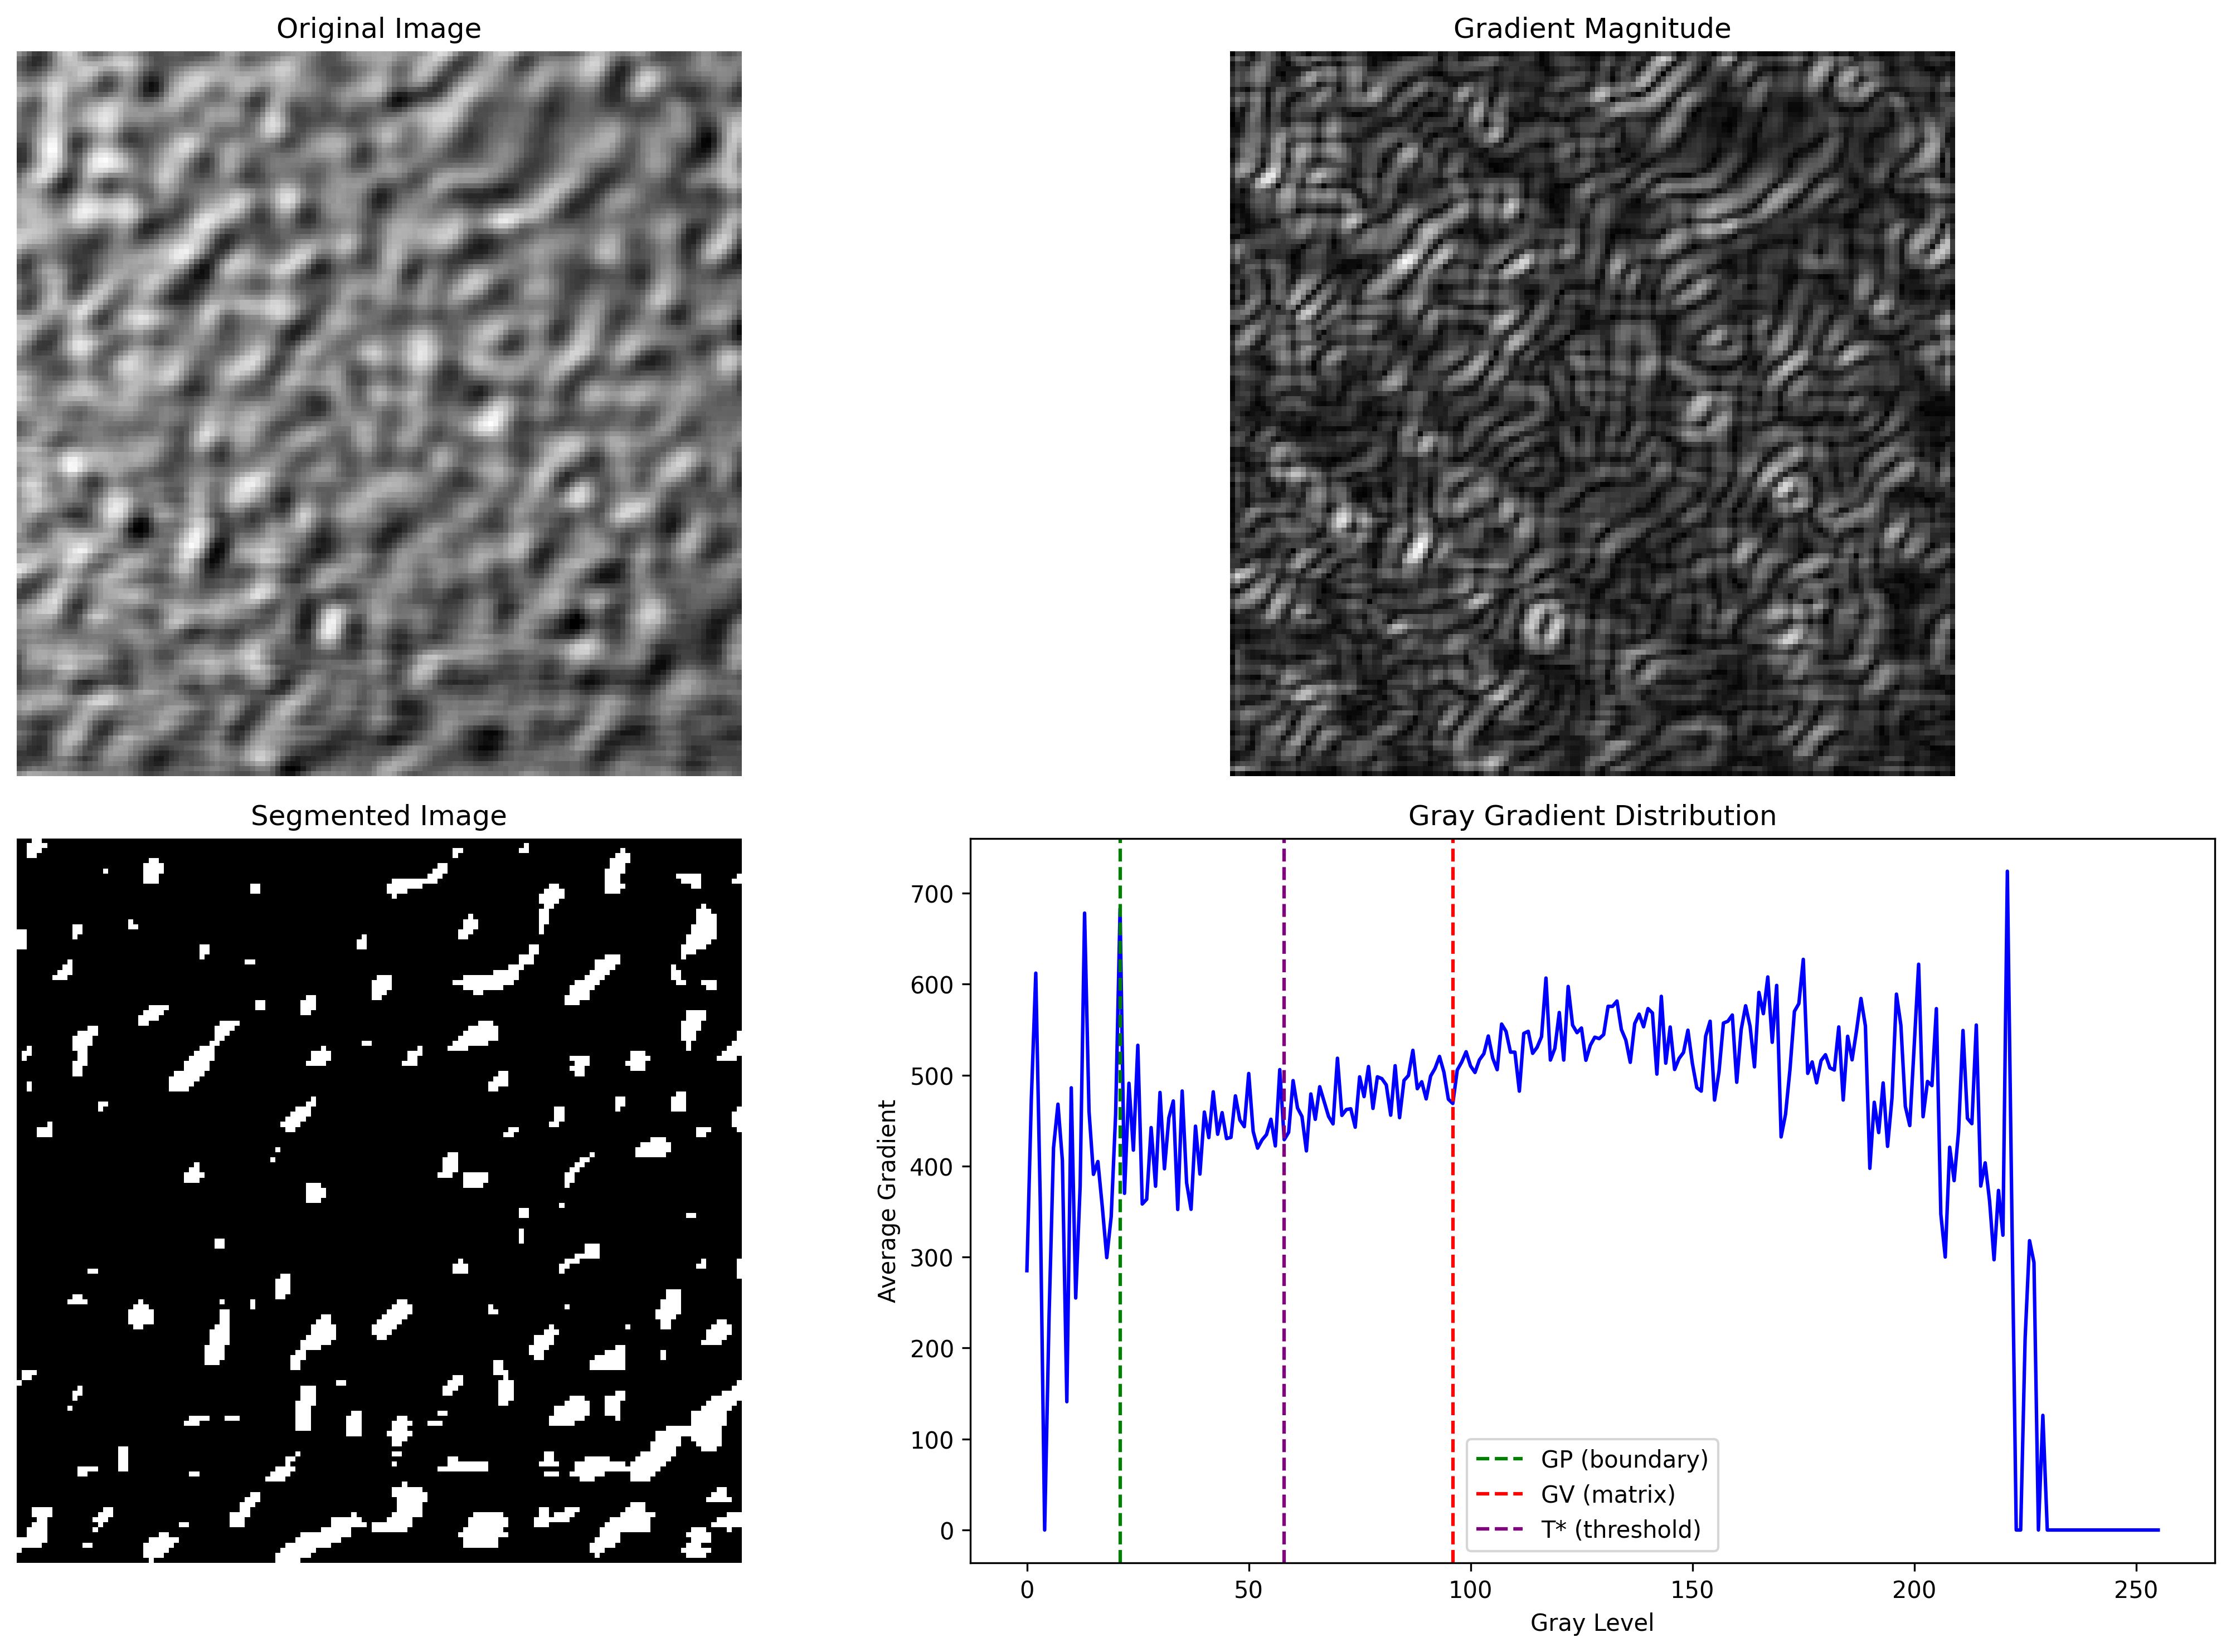 Original Image
Gradient Magnitude
Segmented Image
Gray Gradient Distribution
Average Gradient
700
600
500
400
300
200
100
0
GP (boundary)
GV (matrix)
T* (threshold)
0 50 100 150 200 250
Gray Level